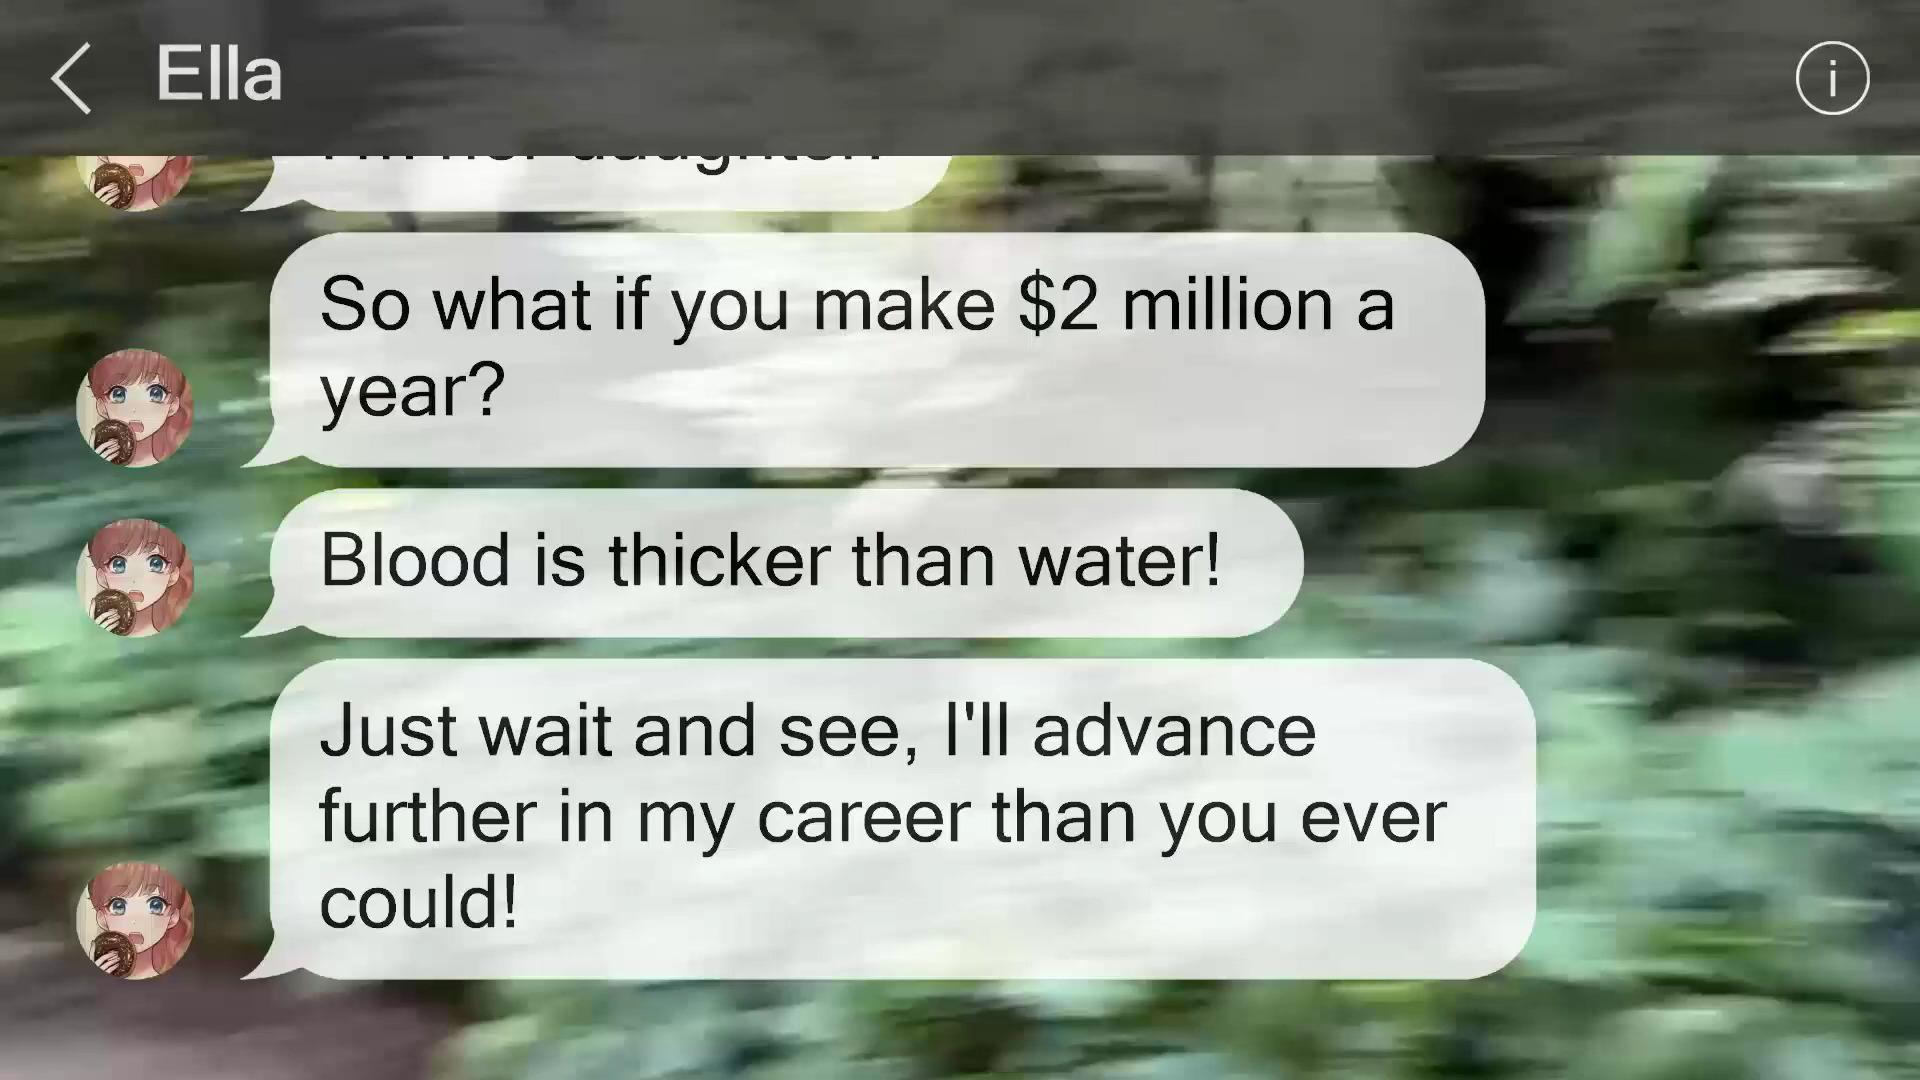 Ella
So what if you make $2 million a
year?
Blood is thicker than water!
Just wait and see, I'll advance
further in my career than you ever
could!